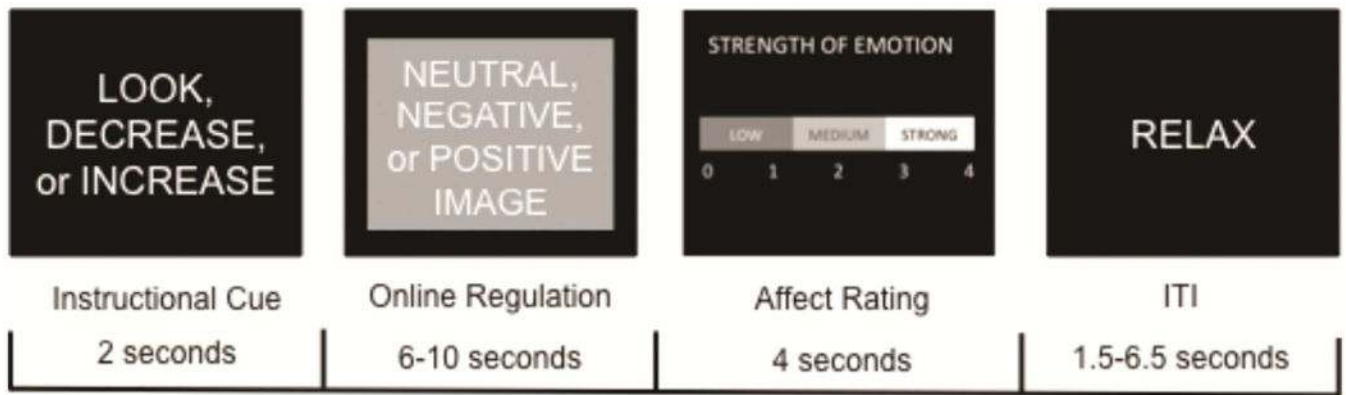 LOOK,
DECREASE,
or INCREASE
NEUTRAL,
NEGATIVE,
or POSITIVE
IMAGE
STRENGTH OF EMOTION
LOW MEDIUM STRONG
0 1 2 3 4
RELAX
Instructional Cue
Online Regulation
Affect Rating
ITI
2 seconds
6-10 seconds
4 seconds
1.5-6.5 seconds